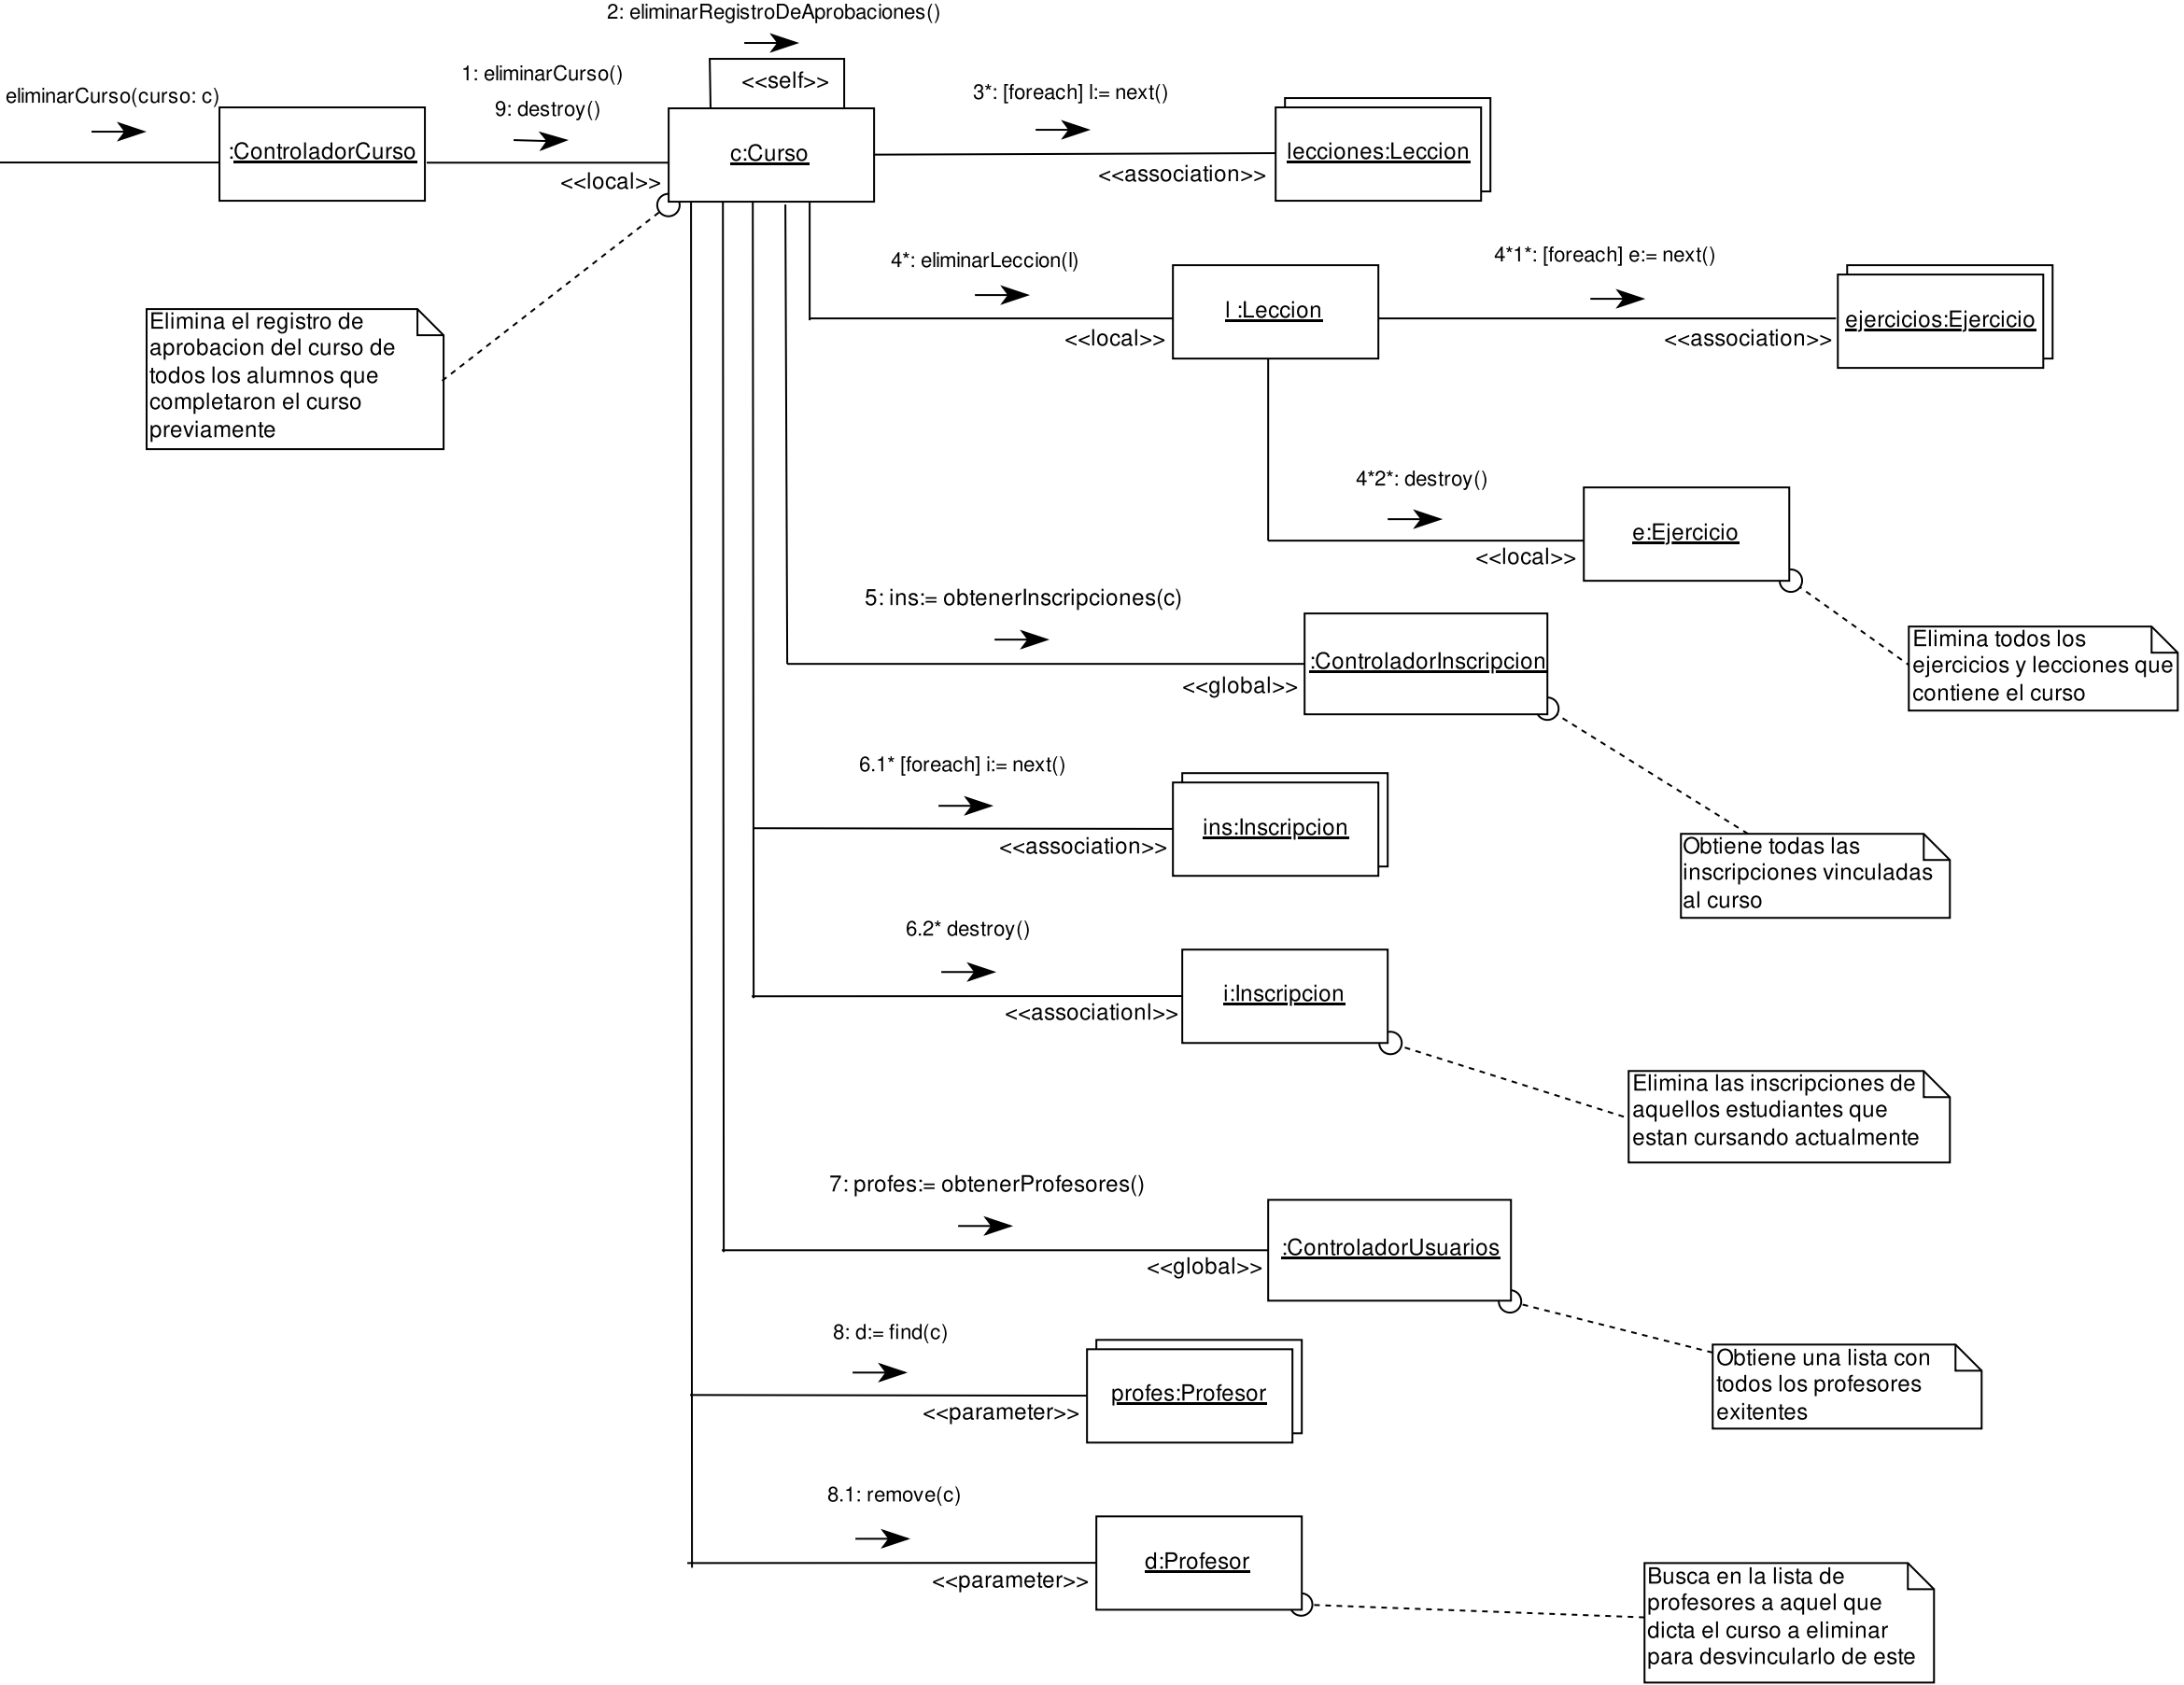 2: eliminarRegistroDeAprobaciones()
<<self>>
1: eliminarCurso()
9: destroy()
eliminarCurso(curso: c)
:ControladorCurso
<<local>>
c:Curso
3*: [foreach] l:= next()
<<association>>
lecciones:Leccion
4*: eliminarLeccion(l)
<<local>>
l :Leccion
4*1*: [foreach] e:= next()
<<association>>
ejercicios:Ejercicio
Elimina el registro de
aprobacion del curso de
todos los alumnos que
completaron el curso
previamente
4*2*: destroy()
<<local>>
e:Ejercicio
5: ins:= obtenerInscripciones(c)
<<global>>
:ControladorInscripcion
Elimina todos los
ejercicios y lecciones que
contiene el curso
6.1* [foreach] i:= next()
<<association>>
ins:Inscripcion
Obtiene todas las
inscripciones vinculadas
al curso
6.2* destroy()
<<associationl>>
i:Inscripcion
Elimina las inscripciones de
aquellos estudiantes que
estan cursando actualmente
7: profes:= obtenerProfesores()
<<global>>
:ControladorUsuarios
8: d:= find(c)
<<parameter>>
profes:Profesor
Obtiene una lista con
todos los profesores
exitentes
8.1: remove(c)
<<parameter>>
d:Profesor
Busca en la lista de
profesores a aquel que
dicta el curso a eliminar
para desvincularlo de este